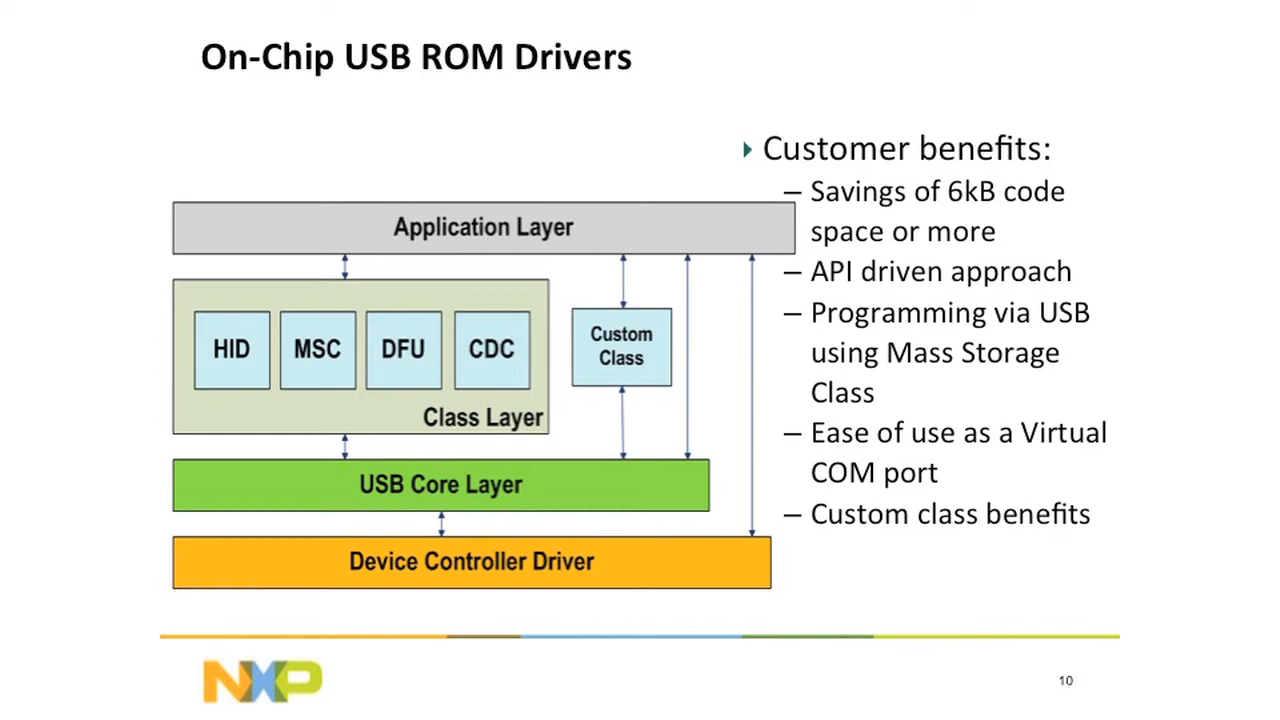 On-Chip USB ROM Drivers
Customer benefits:
– Savings of 6kB code
space or more
– API driven approach
– Programming via USB
using Mass Storage
Class
– Ease of use as a Virtual
COM port
– Custom class benefits
Application Layer
HID MSC DFU CDC
Custom
Class
Class Layer
USB Core Layer
Device Controller Driver
NXP
10